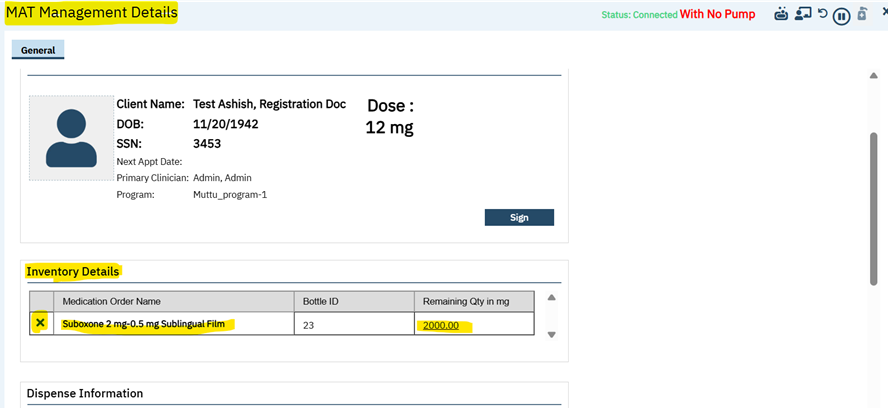 MAT Management Details
Status: Connected With No Pump
General
Client Name: Test Ashish, Registration Doc
Dose :
DOB: 11/20/1942
12 mg
SSN: 3453
Next Appt Date:
Primary Clinician: Admin, Admin
Program: Muttu_program-1
Sign
Inventory Details
Medication Order Name Bottle ID Remaining Qty in mg
Suboxone 2 mg-0.5 mg Sublingual Film 23 2000.00
Dispense Information